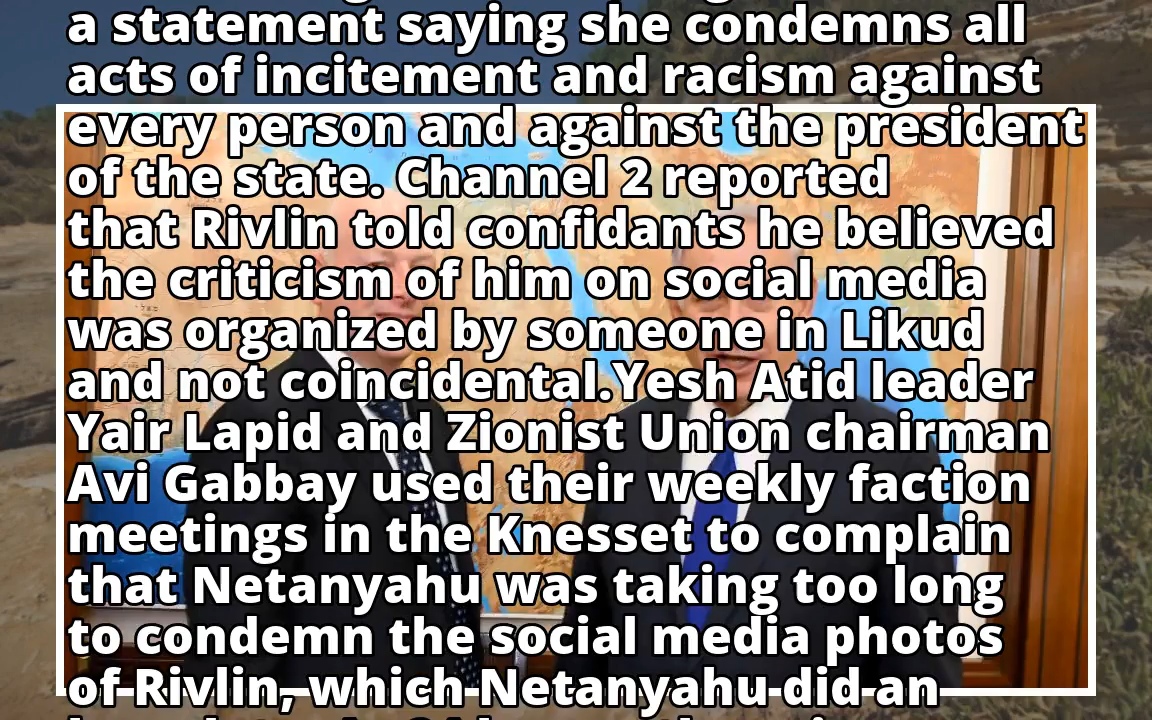 a statement saying she condemns all
acts of incitement and racism against
every person and against the president
of the state. Channel 2 reported
that Rivlin told confidants he believed
the criticism of him on social media
was organized by someone in Likud
and not coincidental.Yesh Atid leader
Yair Lapid and Zionist Union chairman
Avi Gabbay used their weekly faction
meetings in the Knesset to complain
that Netanyahu was taking too long
to condemn the social media photos
of Rivlin, which Netanyahu did an